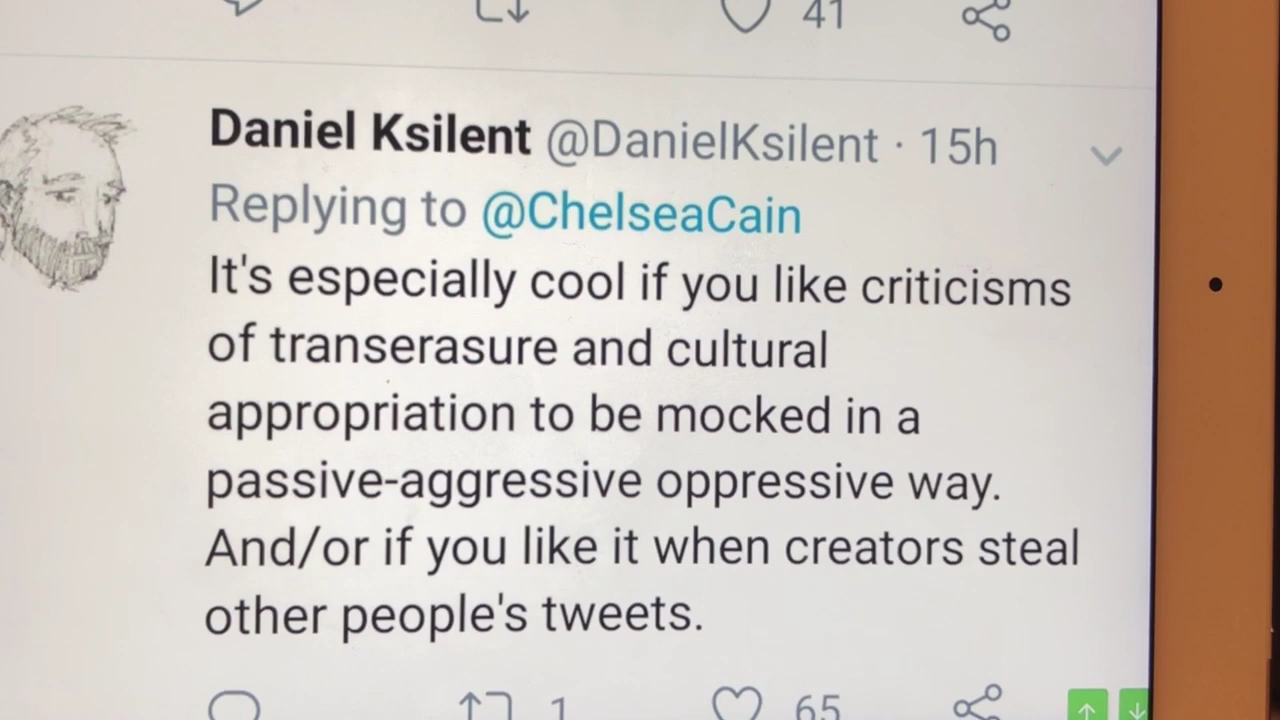 41
Daniel Ksilent @DanielKsilent · 15h
Replying to @ChelseaCain
It's especially cool if you like criticisms
of transerasure and cultural
appropriation to be mocked in a
passive-aggressive oppressive way.
And/or if you like it when creators steal
other people's tweets.
1 65